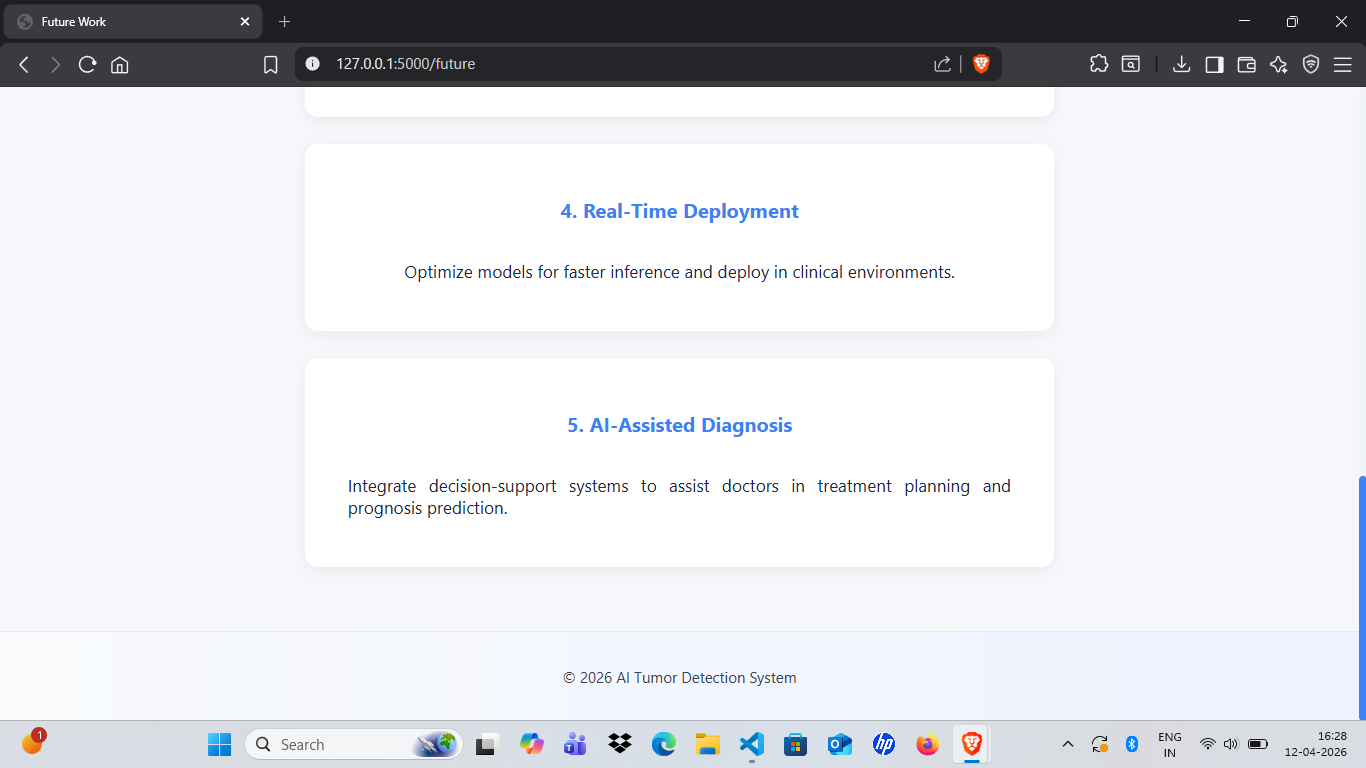 Future Work
127.0.0.1:5000/future
4. Real-Time Deployment
Optimize models for faster inference and deploy in clinical environments.
5. AI-Assisted Diagnosis
Integrate decision-support systems to assist doctors in treatment planning and
prognosis prediction.
© 2026 AI Tumor Detection System
1
Search
ENG
IN
16:28
12-04-2026